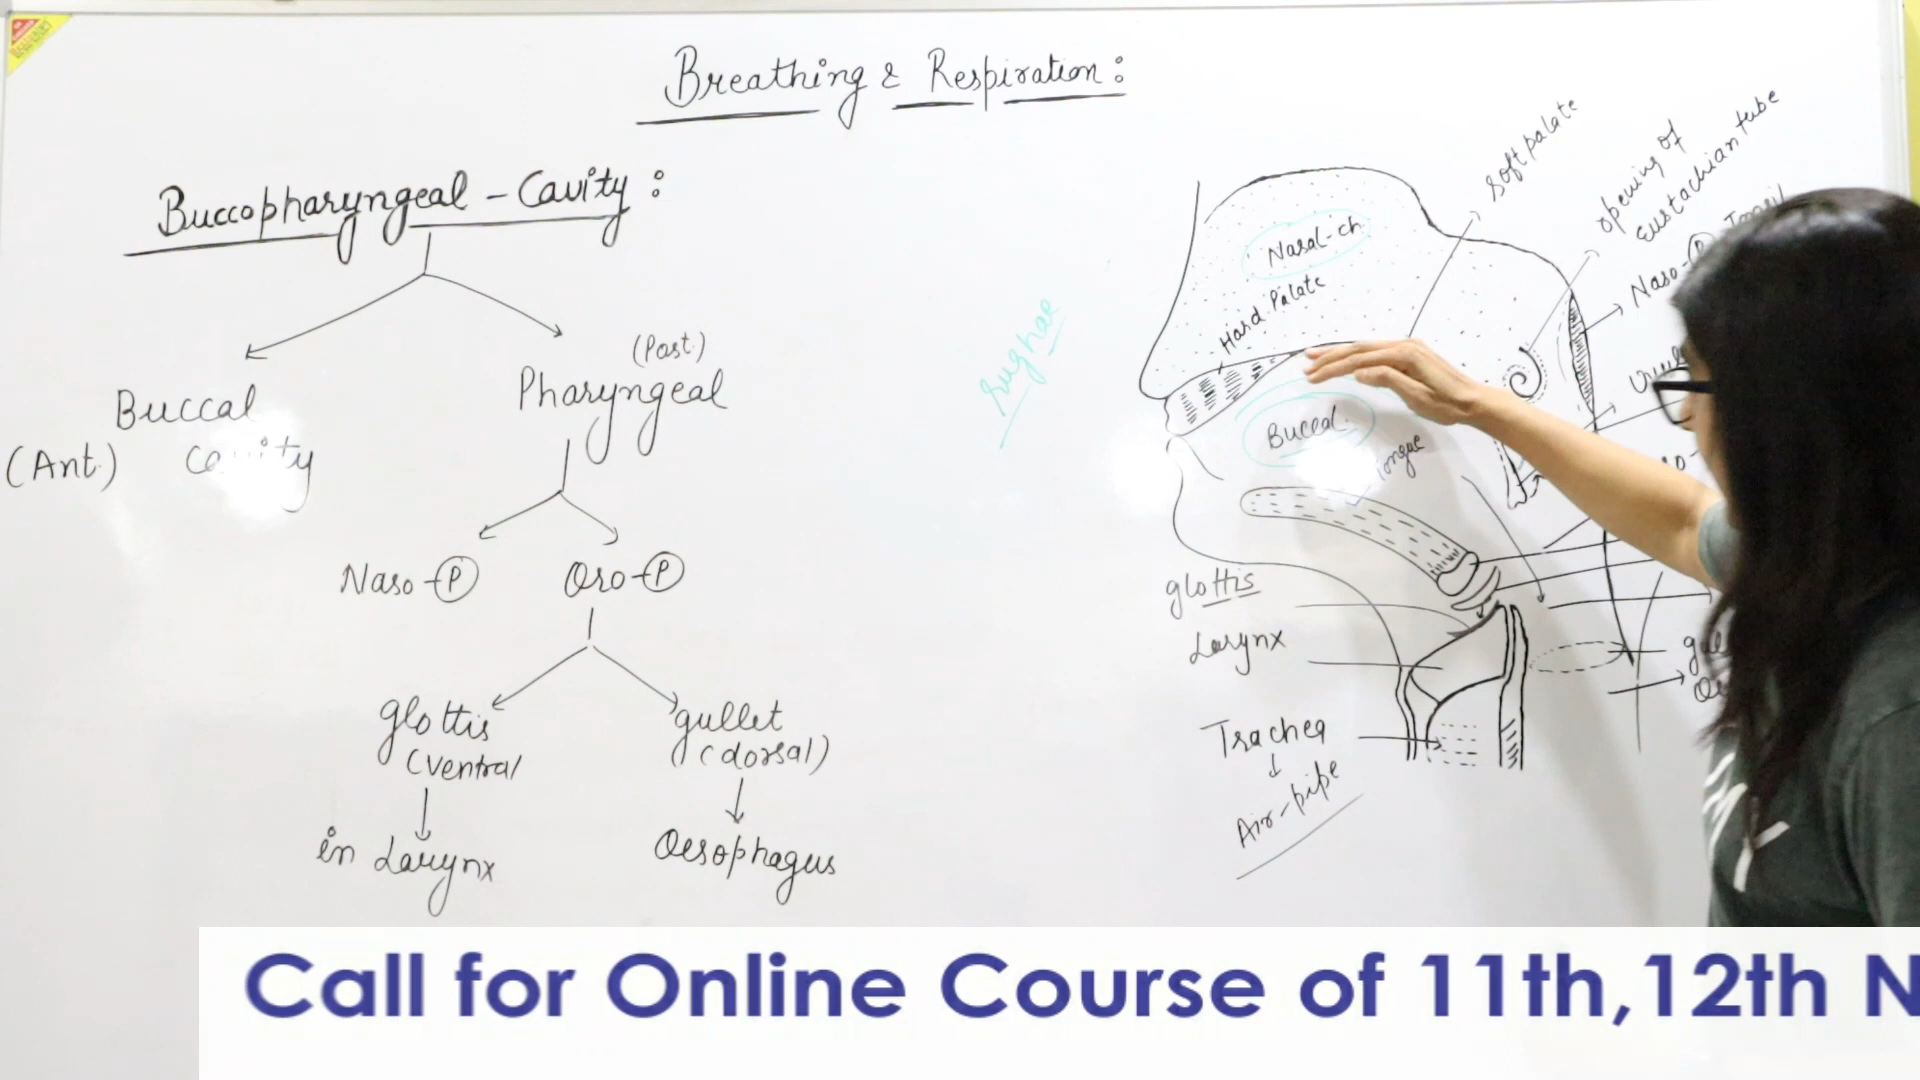 Breathing & Respiration:
Buccopharyngeal-Cavity:
Buccal
(Ant.)
(Post.)
Pharyngeal
Naso-P
Oro-P
glottis
(ventral
in Larynx
gullet
(dorsal)
Oesophagus
rughae
Nasal-ch
Hard Palate
soft palate
opening of
eustachian tube
Naso-
Buccal
Tongue
glottis
Larynx
Trachea
Air-pipe
Call for Online Course of 11th,12th N